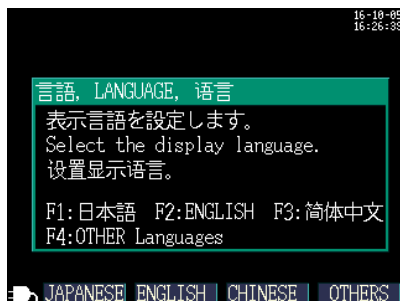 16-10-05
16:26:39
言語, LANGUAGE, 语言
表示言語を設定します。
Select the display language.
设置显示语言。
F1:日本語 F2:ENGLISH F3:简体中文
F4:OTHER Languages
JAPANESE ENGLISH CHINESE OTHERS